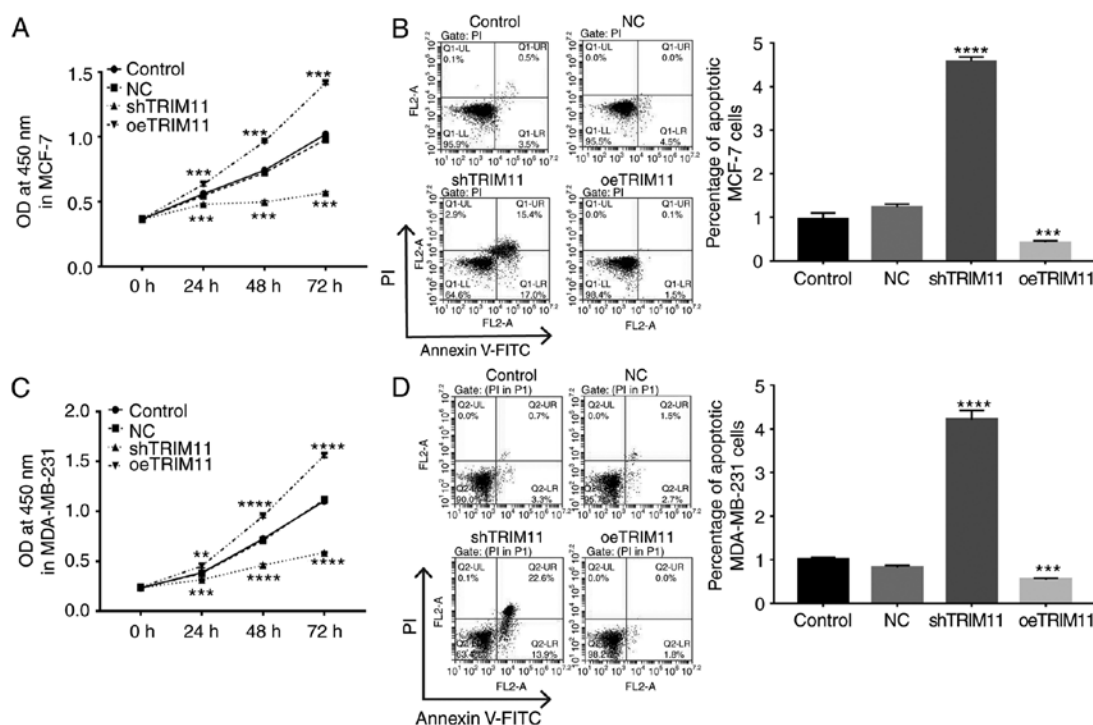 A
OD at 450 nm
in MCF-7
1.5
1.0
0.5
0.0
Control
NC
shTRIM11
oeTRIM11
***
***
***
***
***
***
0 h 24 h 48 h 72 h
B
Control NC
Gate: PI Gate: PI
Q1-UL Q1-UR Q1-UL Q1-UR
0.1% 0.5% 0.0% 0.0%
Q1-LL Q1-LR Q1-LL Q1-LR
95.9% 3.5% 95.5% 4.5%
FL2-A
shTRIM11 oeTRIM11
Gate: PI Gate: PI
Q1-UL Q1-UR Q1-UL Q1-UR
2.9% 15.4% 0.0% 0.1%
Q1-LL Q1-LR Q1-LL Q1-LR
64.6% 17.0% 98.4% 1.5%
FL2-A
FL2-A FL2-A
PI
Annexin V-FITC
Percentage of apoptotic
MCF-7 cells
5
4
3
2
1
0
****
***
Control NC shTRIM11 oeTRIM11
C
OD at 450 nm
in MDA-MB-231
2.0
1.5
1.0
0.5
0.0
Control
NC
shTRIM11
oeTRIM11
****
****
**
***
****
****
0 h 24 h 48 h 72 h
D
Control NC
Gate: (PI in P1) Gate: (PI in P1)
Q2-UL Q2-UR Q2-UL Q2-UR
0.0% 0.7% 0.0% 1.5%
Q2-LR Q2-LR
3.3% 2.7%
FL2-A
shTRIM11 oeTRIM11
Gate: (PI in P1) Gate: (PI in P1)
Q2-UL Q2-UR Q2-UL Q2-UR
0.1% 22.6% 0.0% 0.0%
Q2-LR Q2-LR
13.9% 1.8%
FL2-A
FL2-A FL2-A
PI
Annexin V-FITC
Percentage of apoptotic
MDA-MB-231 cells
5
4
3
2
1
0
****
***
Control NC shTRIM11 oeTRIM11